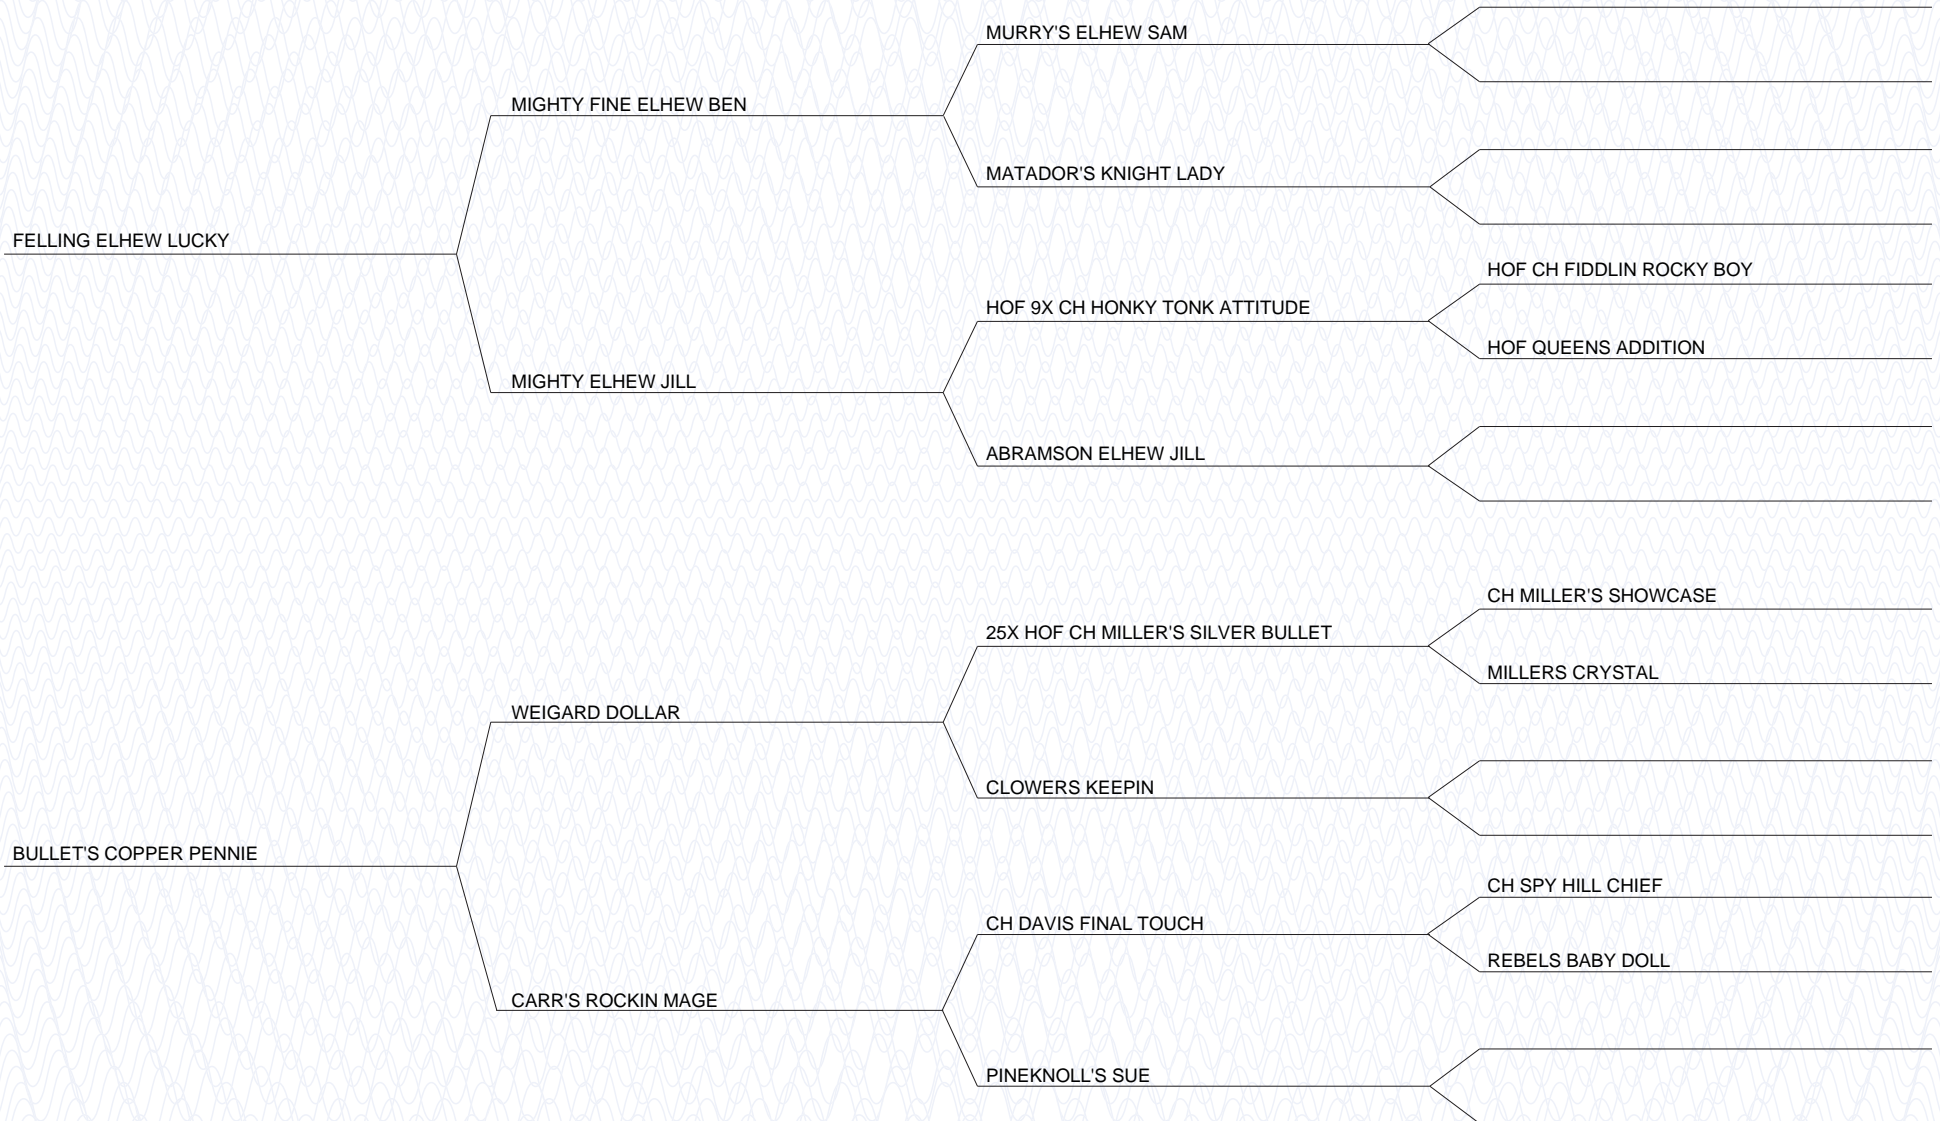 MURRY'S ELHEW SAM
MIGHTY FINE ELHEW BEN
MATADOR'S KNIGHT LADY
FELLING ELHEW LUCKY
HOF CH FIDDLIN ROCKY BOY
HOF 9X CH HONKY TONK ATTITUDE
HOF QUEENS ADDITION
MIGHTY ELHEW JILL
ABRAMSON ELHEW JILL
CH MILLER'S SHOWCASE
25X HOF CH MILLER'S SILVER BULLET
MILLERS CRYSTAL
WEIGARD DOLLAR
CLOWERS KEEPIN
BULLET'S COPPER PENNIE
CH SPY HILL CHIEF
CH DAVIS FINAL TOUCH
REBELS BABY DOLL
CARR'S ROCKIN MAGE
PINEKNOLL'S SUE